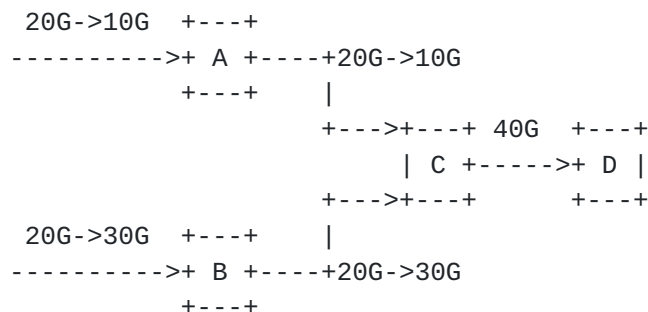 20G->10G  +---+
---------->+ A +----+20G->10G
           +---+    |
                    +--->+---+ 40G  +---+
                         | C +----->+ D |
                    +--->+---+      +---+
 20G->30G  +---+    |
---------->+ B +----+20G->30G
           +---+